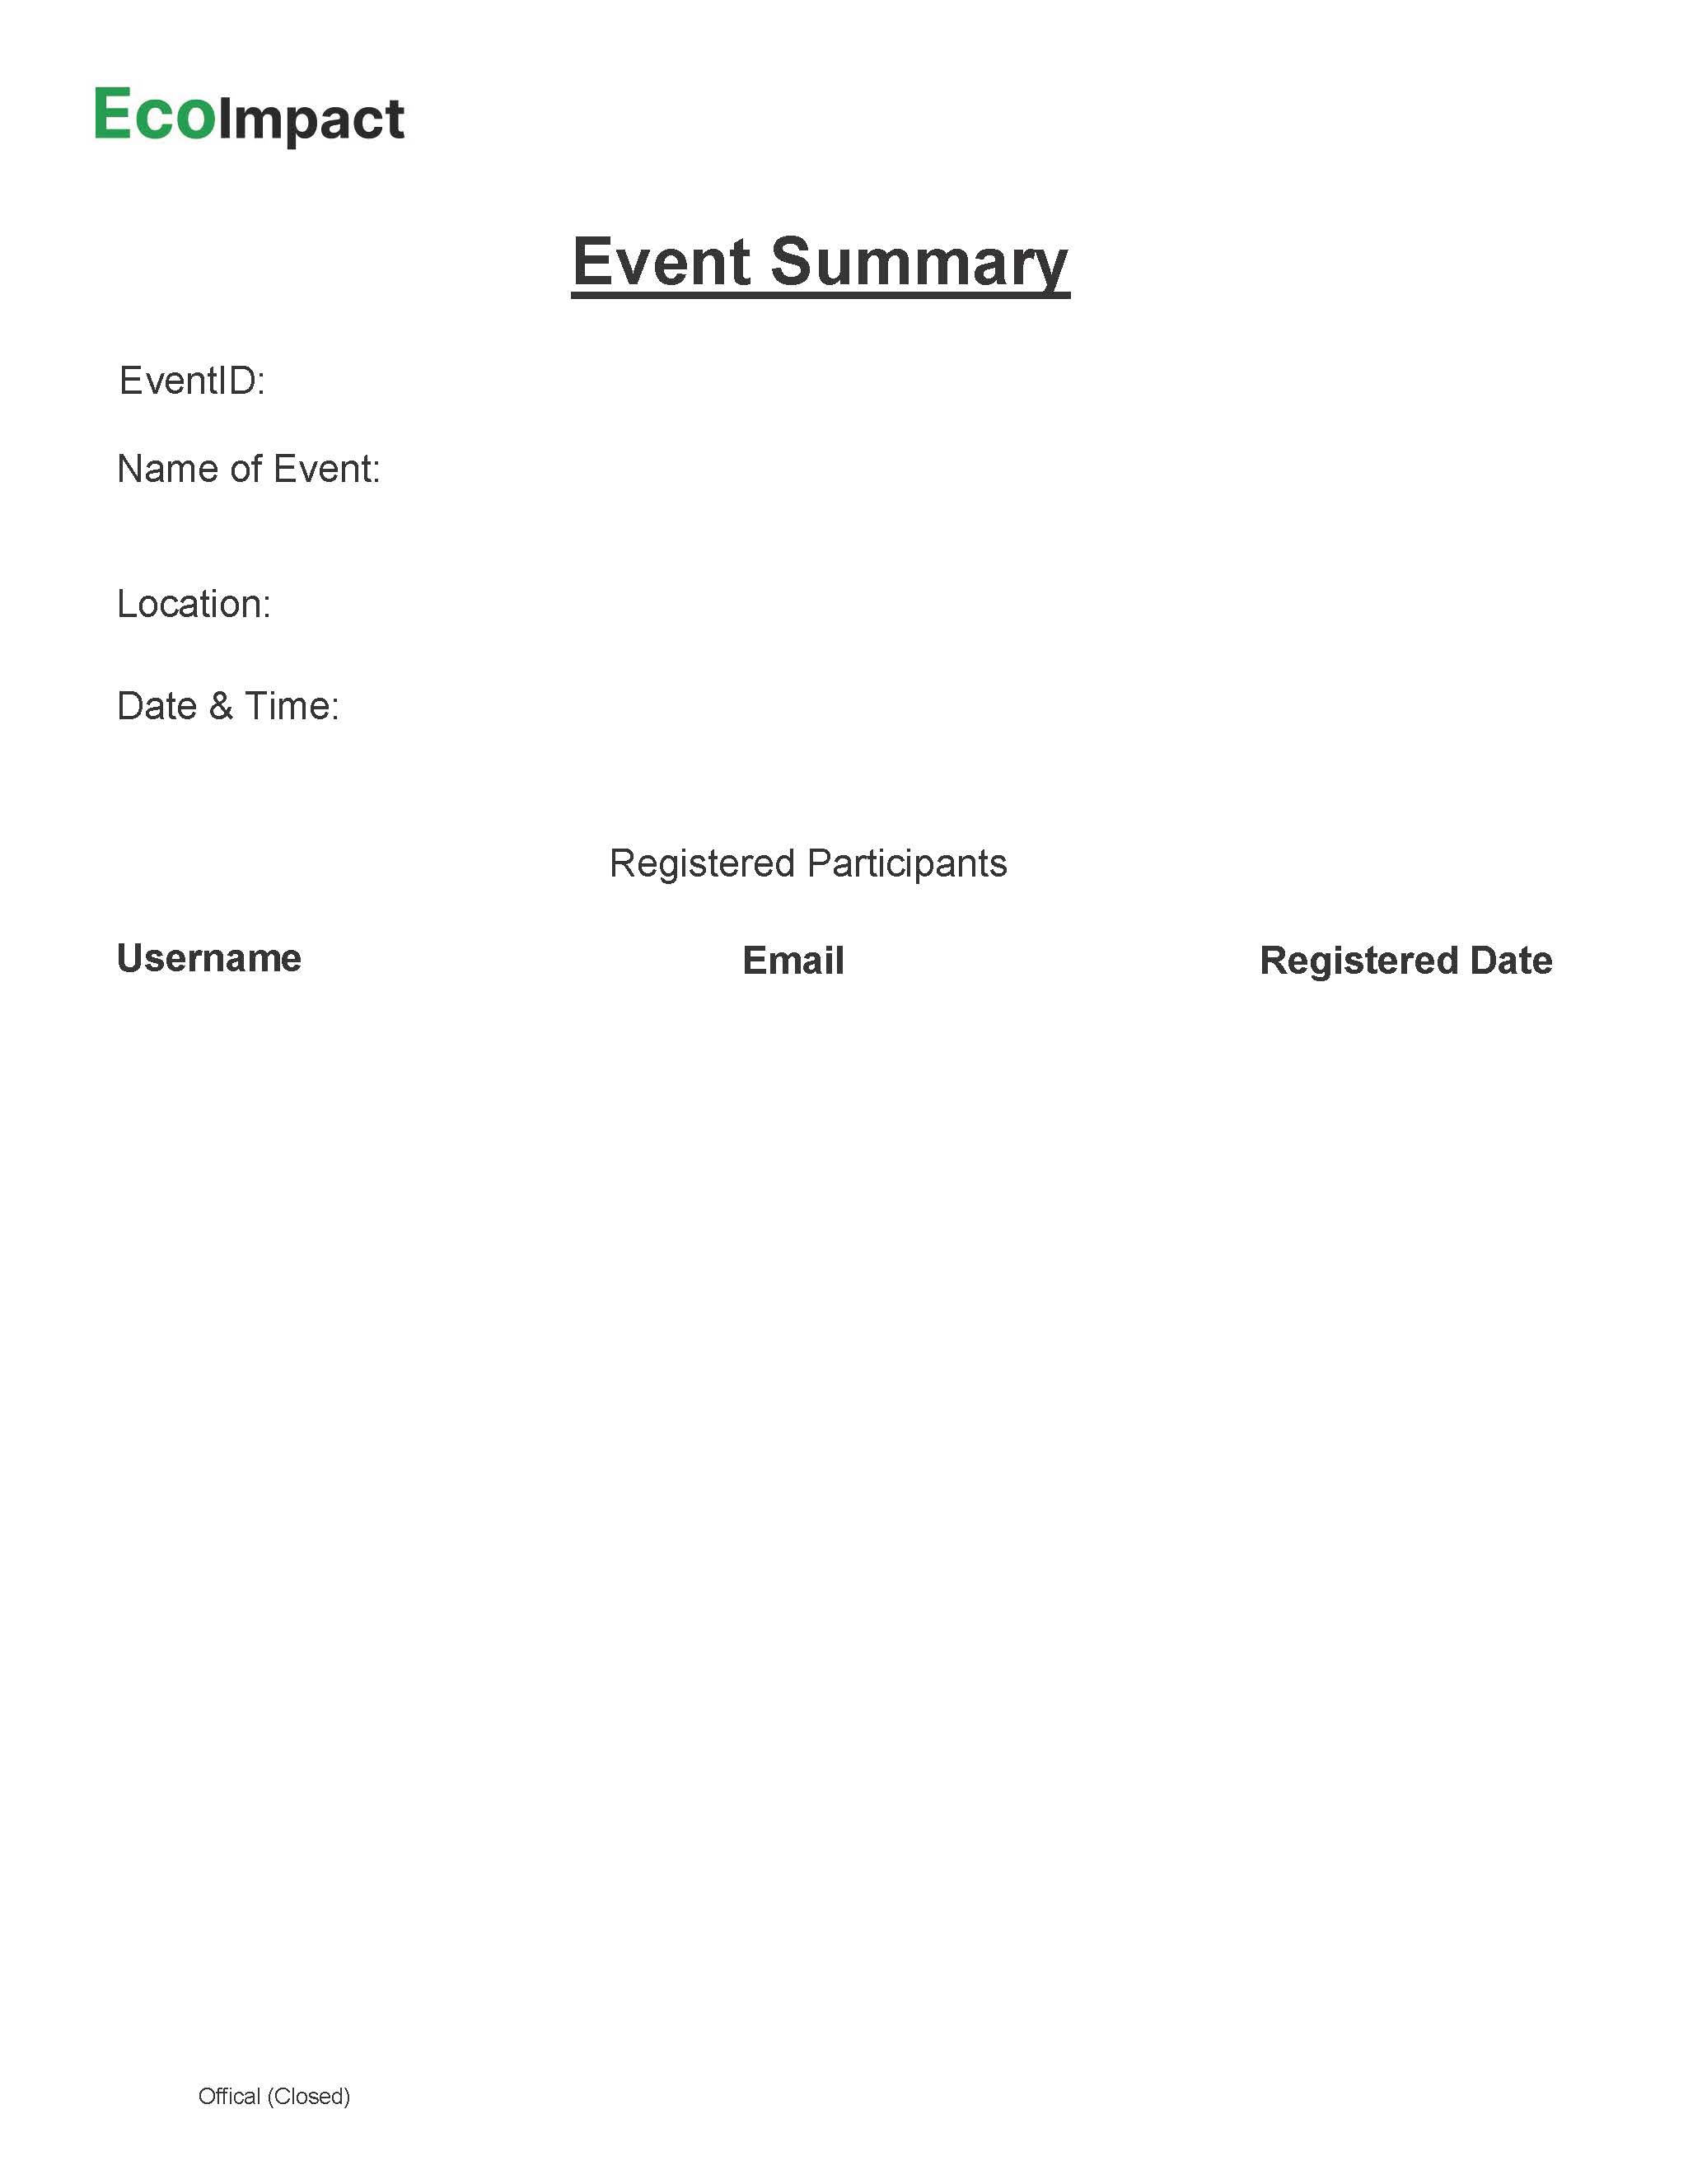 EcoImpact
Event Summary
EventID:
Name of Event:
Location:
Date & Time:
Registered Participants
Username Email Registered Date
Offical (Closed)